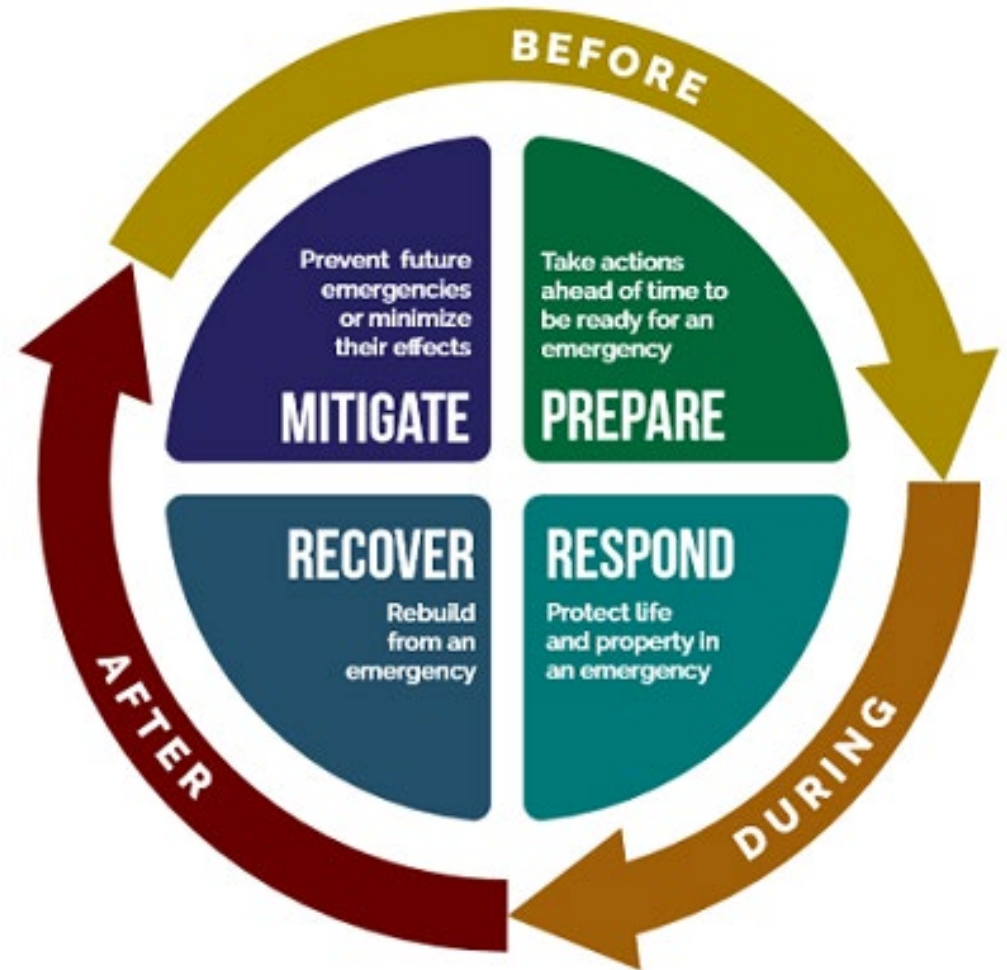 BEFORE
Prevent future
emergencies
or minimize
their effects
MITIGATE
Take actions
ahead of time to
be ready for an
emergency
PREPARE
RECOVER
Rebuild
from an
emergency
RESPOND
Protect life
and property in
an emergency
AFTER
DURING